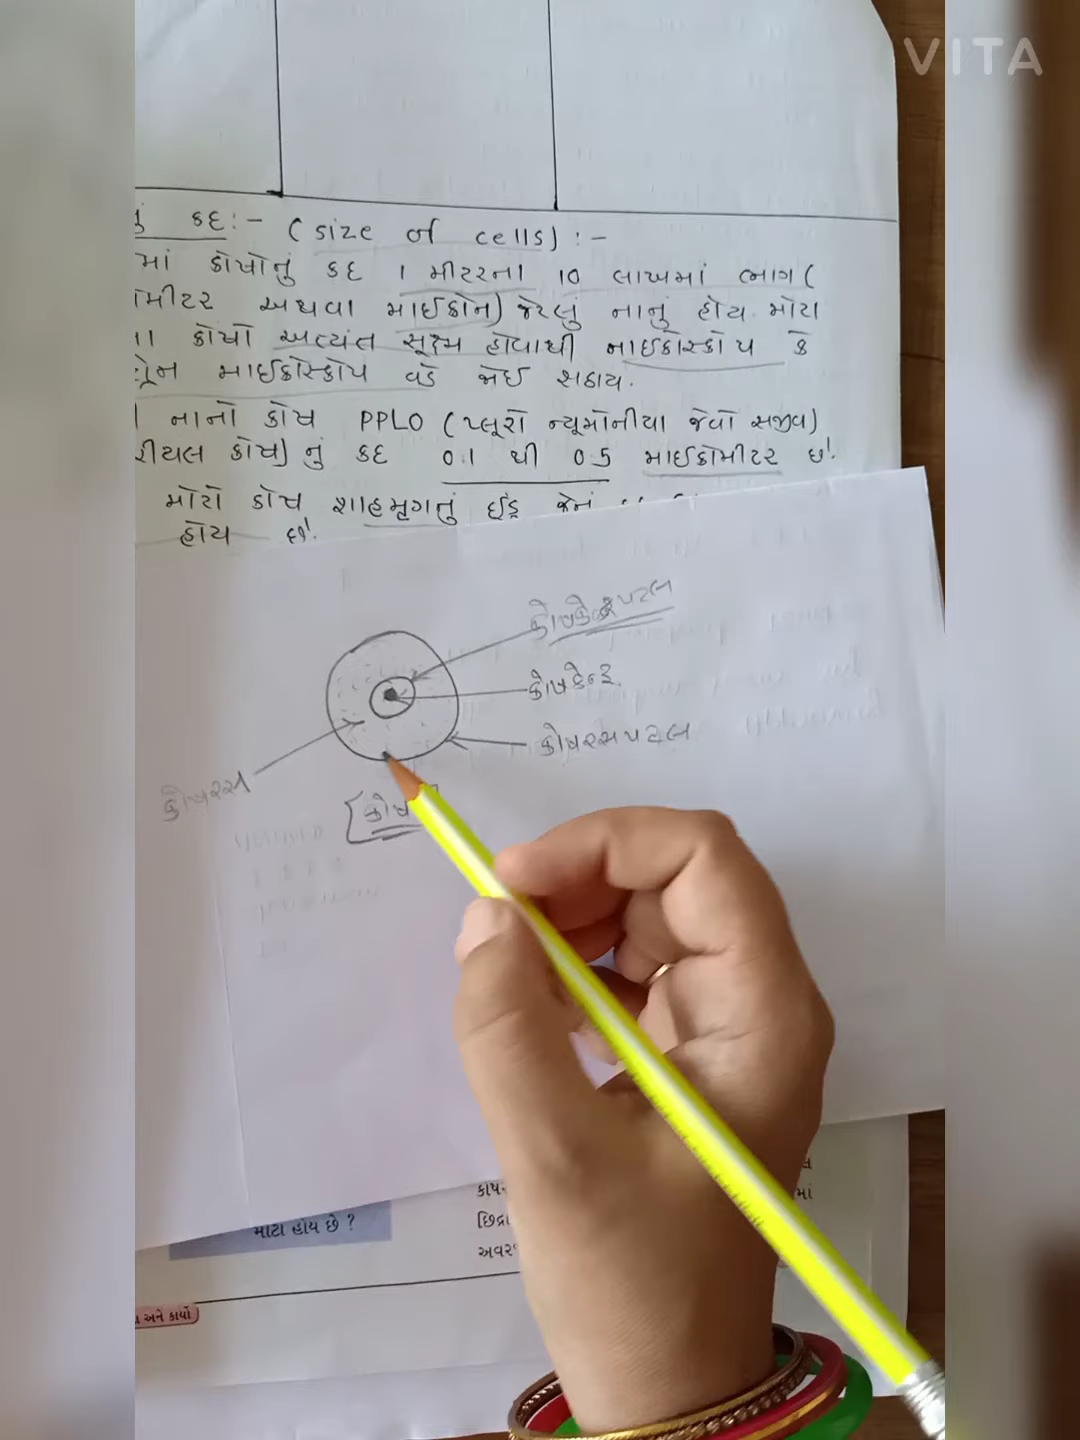 VITA
કદ:- (size of cells):-
માં કોષોનું કદ 1 મીટરના 10 લાખમાં ભાગ (
મીટર અથવા માઈક્રોન) જેટલું નાનું હોય. મોટા
ના કોષો અત્યંત સૂક્ષ્મ હોવાથી માઈક્રોસ્કોપ કે
માઈક્રોસ્કોપ વડે જોઈ શકાય.
નાનો કોષ PPLO (પ્લૂરો ન્યૂમોનીયા જેવો સજીવ)
રીયલ કોષ) નું કદ 0.1 થી 0.5 માઈક્રોમીટર છે.
મોટો કોષ શાહમૃગનું ઈંડુ જેનું
હોય છે.
કોષકેન્દ્રપટલ
કોષકેન્દ્ર
કોષરસપટલ
કોષરસ
[કોષ
માટા હોય છે ?
છિદ્રા
માં
અને કાર્યો